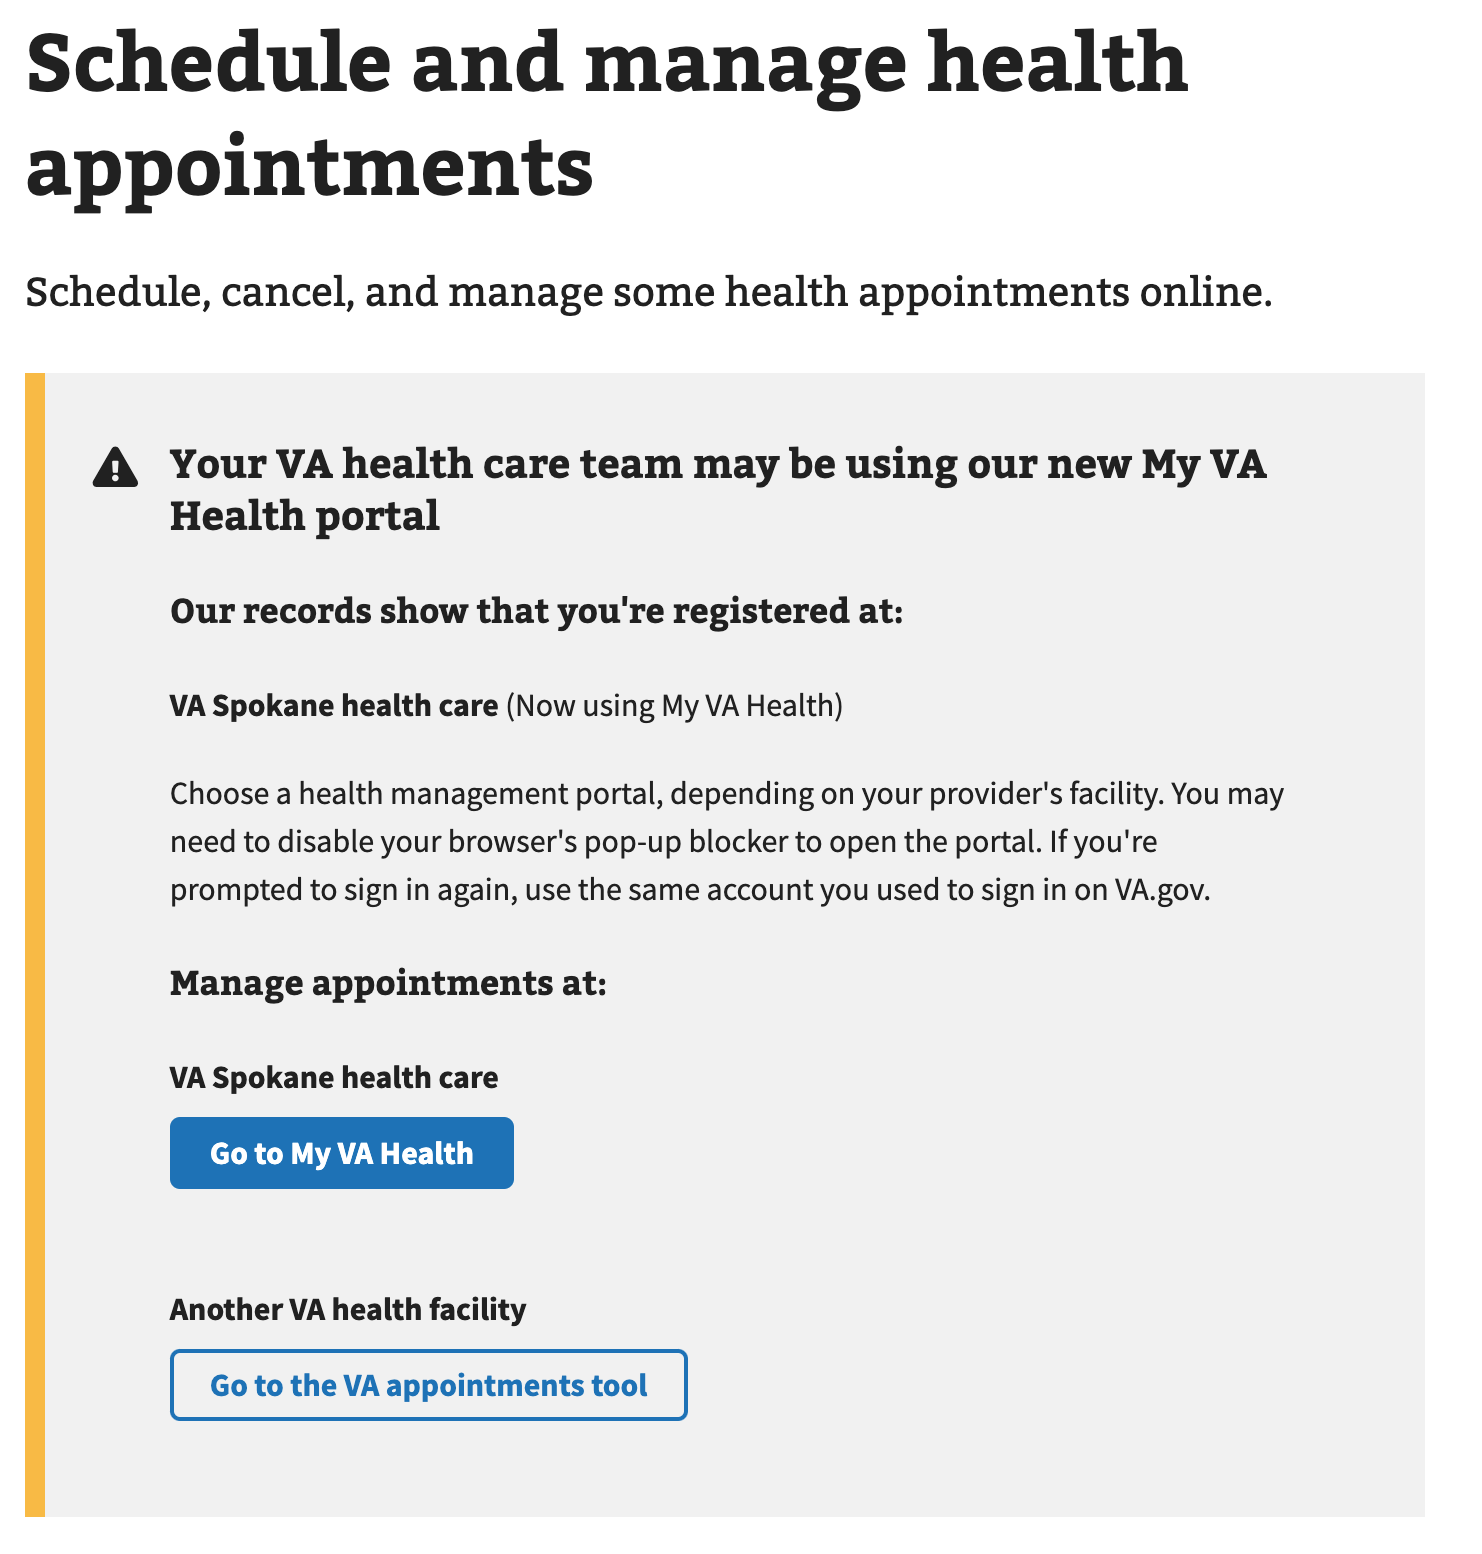 Schedule and manage health
appointments
Schedule, cancel, and manage some health appointments online.
Your VA health care team may be using our new My VA
Health portal
Our records show that you're registered at:
VA Spokane health care (Now using My VA Health)
Choose a health management portal, depending on your provider's facility. You may
need to disable your browser's pop-up blocker to open the portal. If you're
prompted to sign in again, use the same account you used to sign in on VA.gov.
Manage appointments at:
VA Spokane health care
Go to My VA Health
Another VA health facility
Go to the VA appointments tool